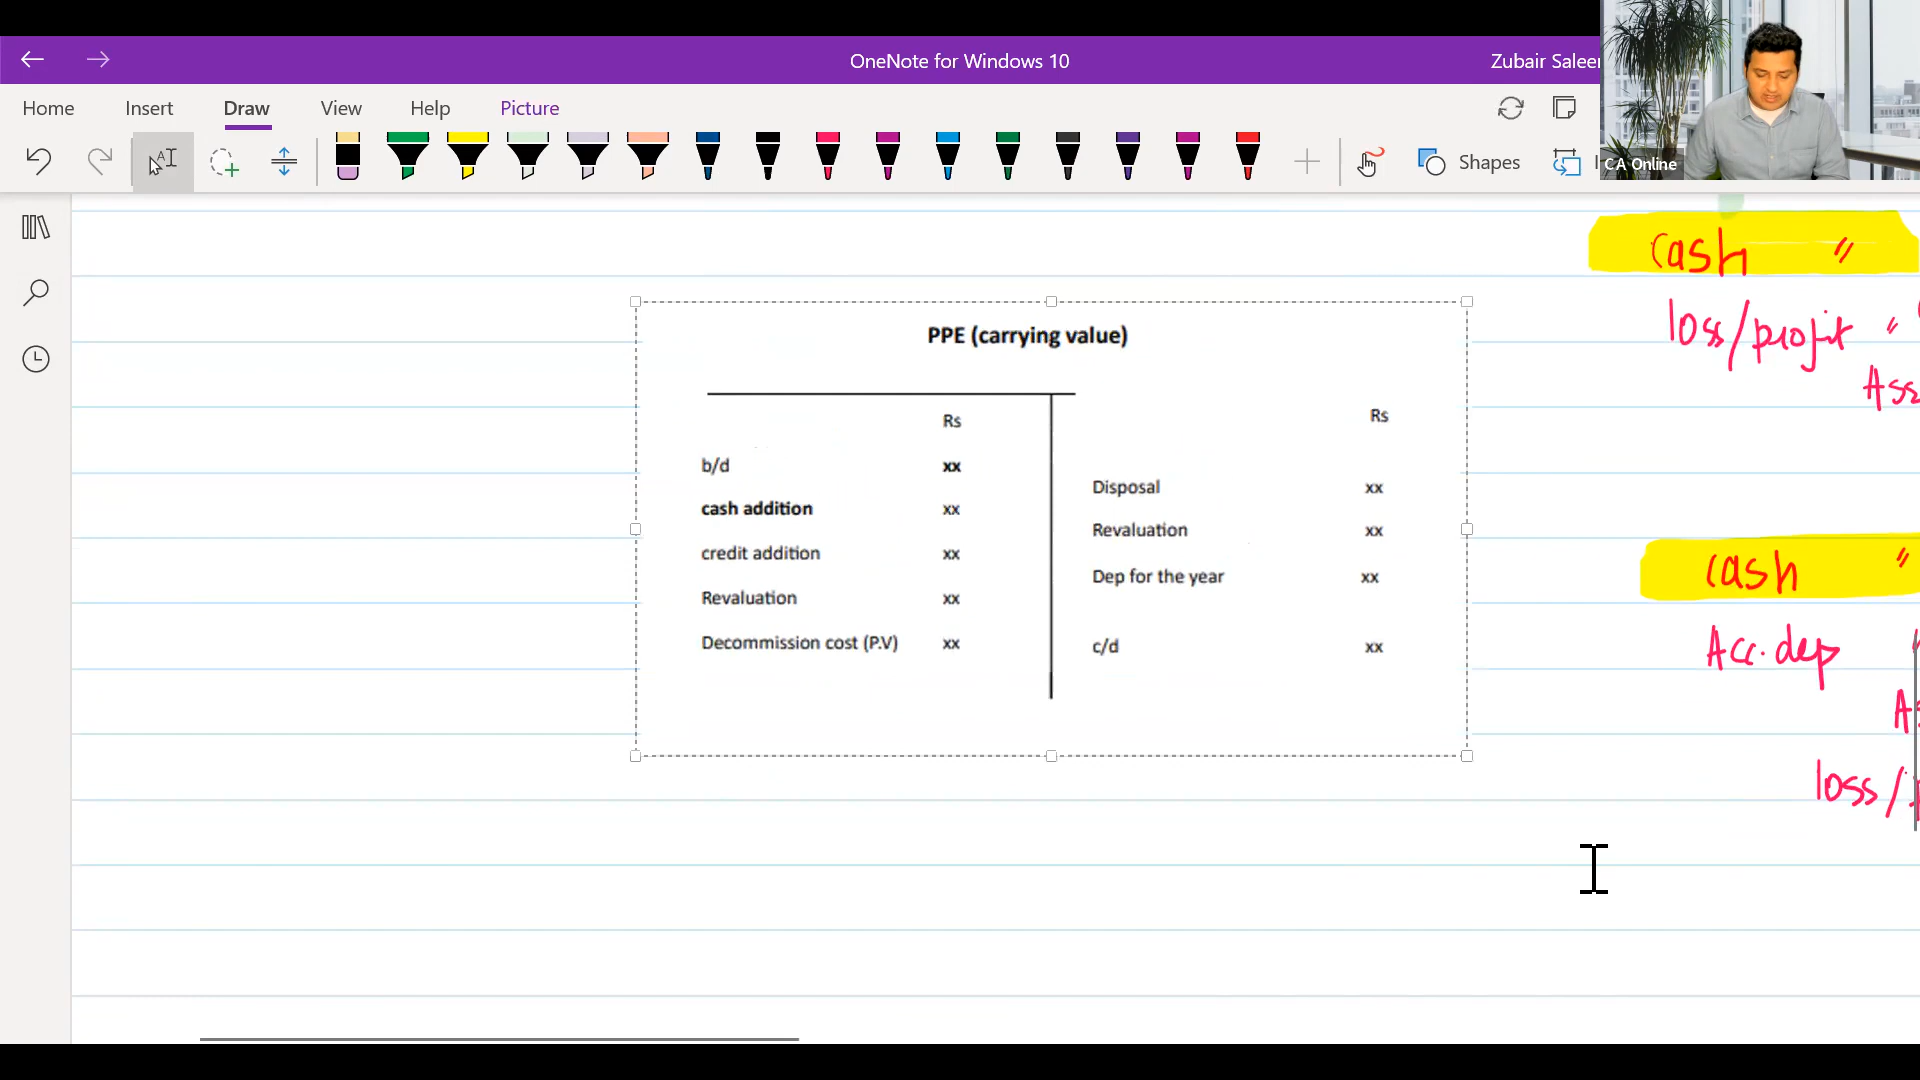 OneNote for Windows 10
Zubair Saleem
Home Insert Draw View Help Picture
Shapes
C A Online
cash "
loss/profit "
PPE (carrying value)
Rs Rs
b/d xx
Disposal xx
cash addition xx
Revaluation xx
credit addition xx
Dep for the year xx
Revaluation xx
Decommission cost (P.V) xx
c/d xx
cash "
Acc. dep "
loss/